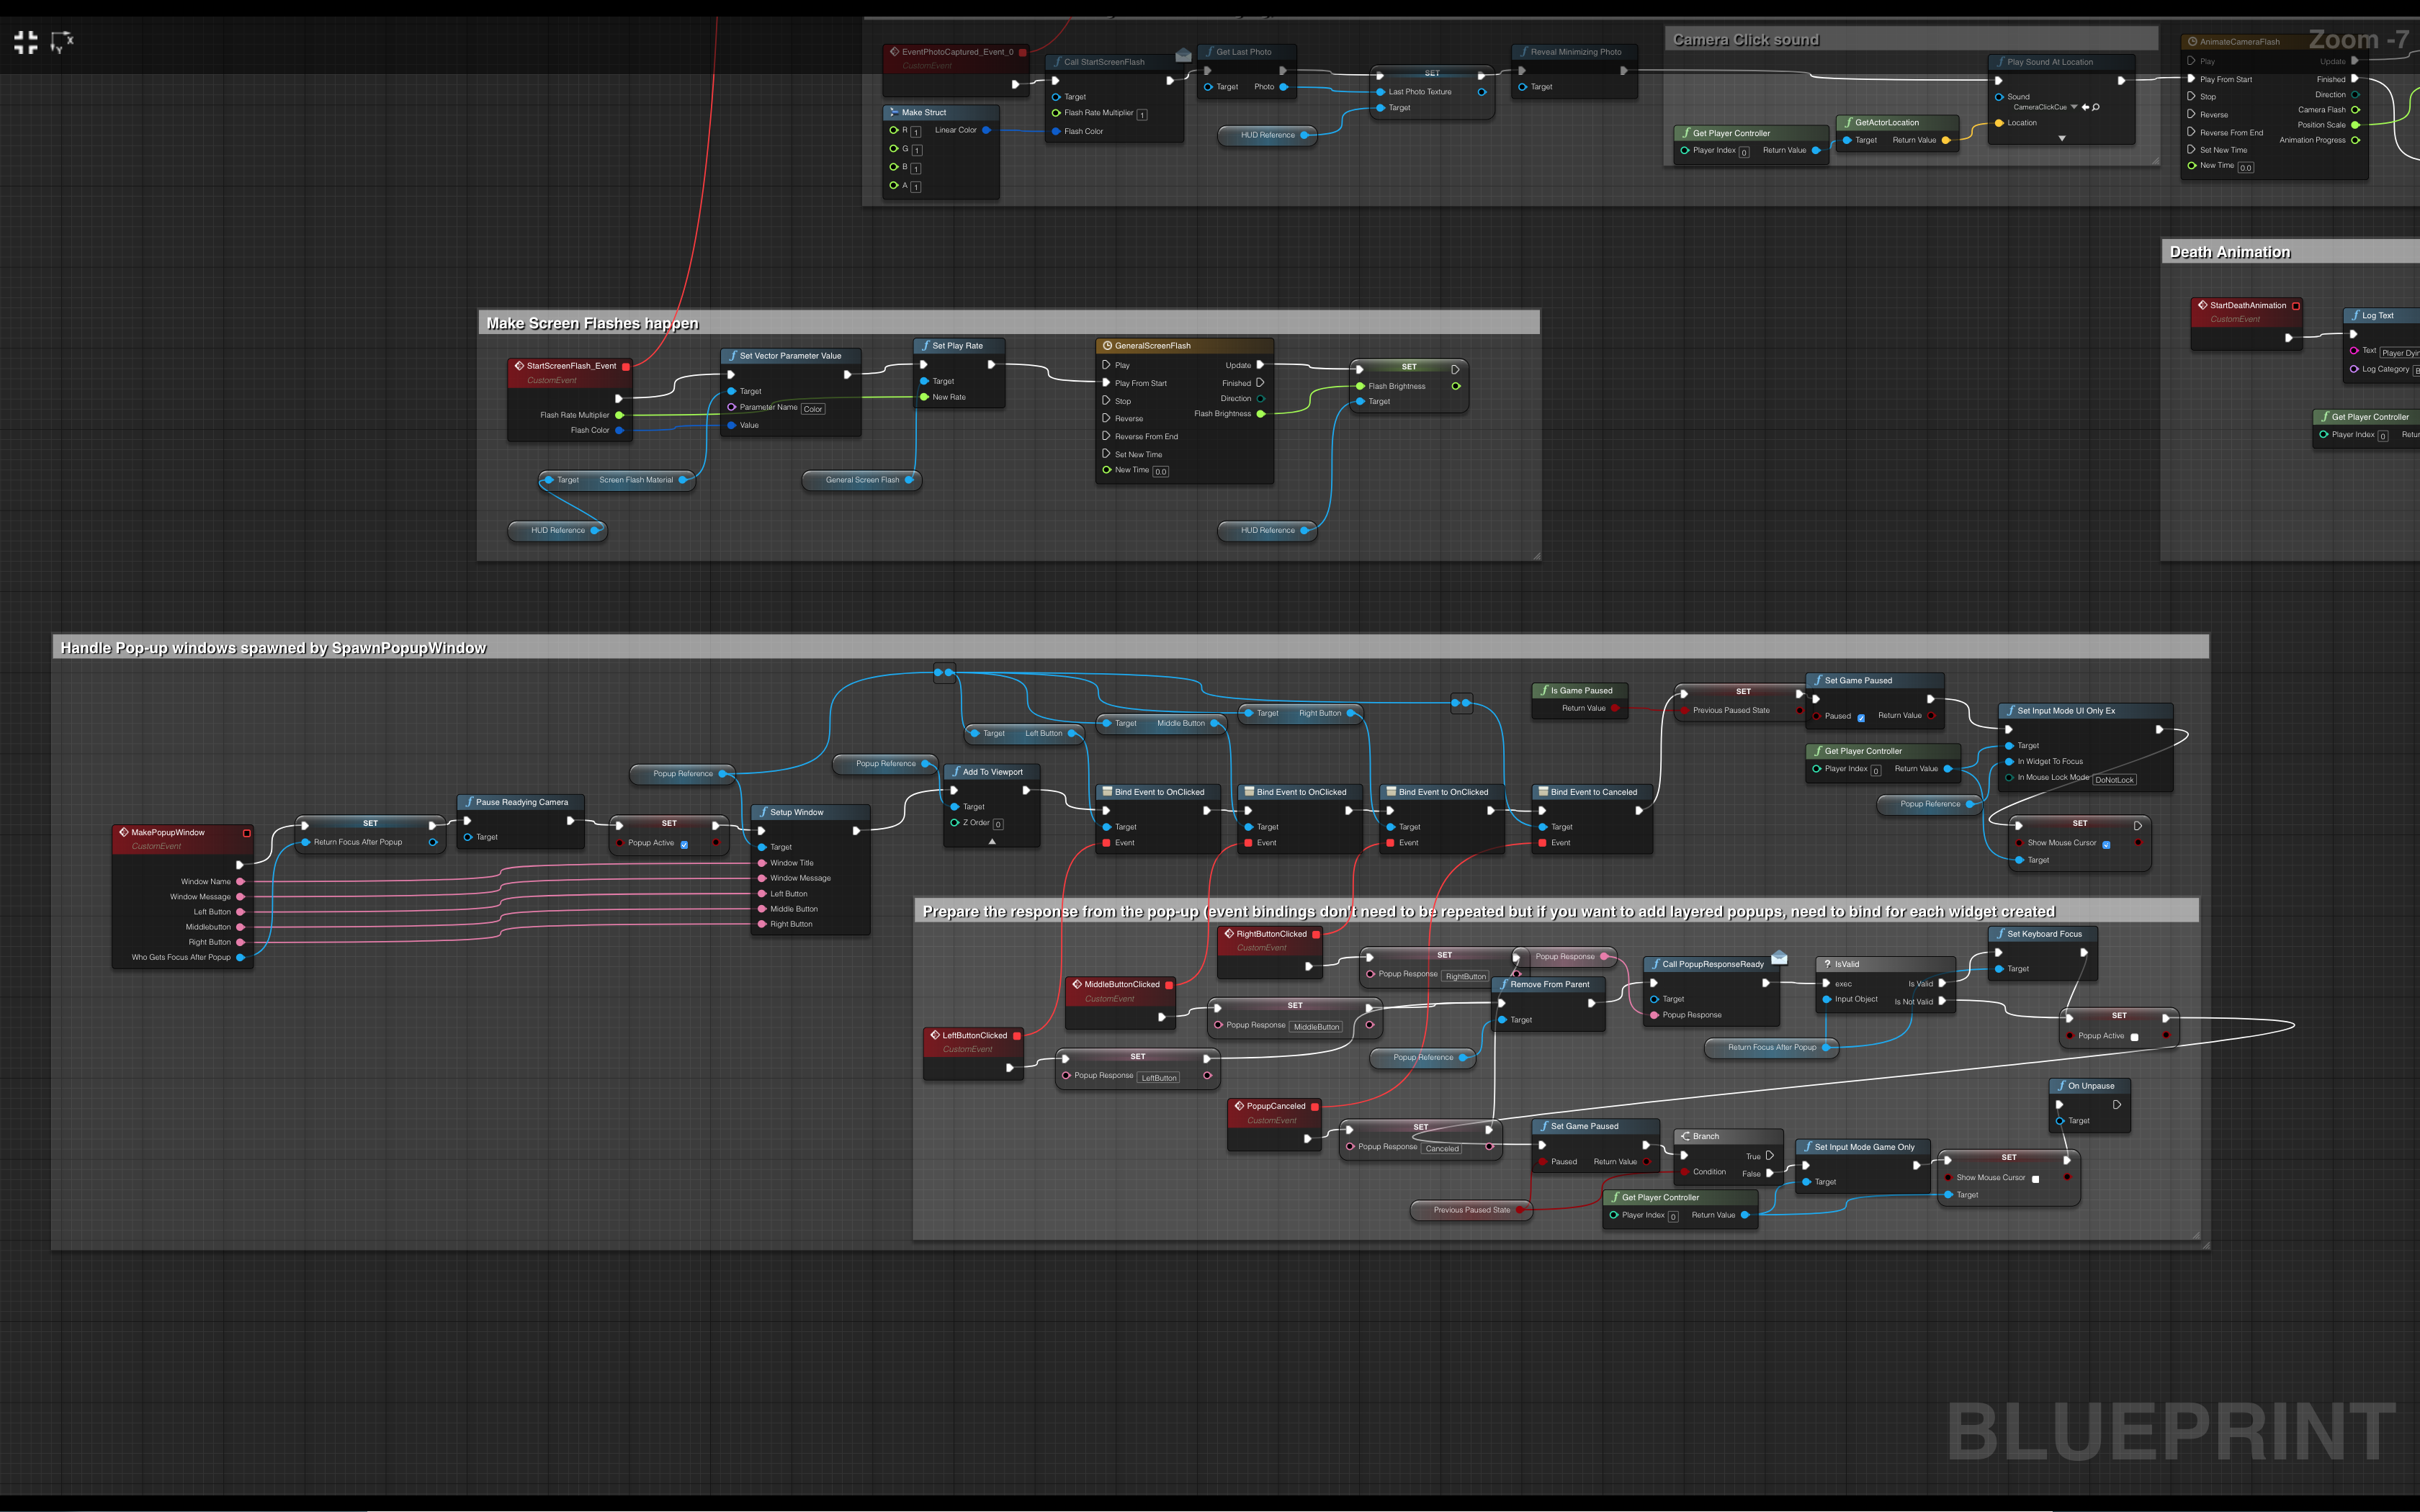 Zoom -7
EventPhotoCaptured_Event_0
CustomEvent
Call StartScreenFlash
Target
Flash Rate Multiplier 1
Flash Color
Make Struct
R 1 Linear Color
G 1
B 1
A 1
Get Last Photo
Target Photo
SET
Last Photo Texture
Target
HUD Reference
Reveal Minimizing Photo
Target
Camera Click sound
Get Player Controller
Player Index 0 Return Value
GetActorLocation
Target Return Value
Play Sound At Location
Sound
CameraClickCue
Location
AnimateCameraFlash
Play Update
Play From Start Finished
Stop Direction
Reverse Camera Flash
Position Scale
Reverse From End
Animation Progress
Set New Time
New Time 0.0
Death Animation
StartDeathAnimation
CustomEvent
Log Text
Text Player Dyin
Log Category
Get Player Controller
Player Index 0 Retur
Make Screen Flashes happen
StartScreenFlash_Event
CustomEvent
Flash Rate Multiplier
Flash Color
Target Screen Flash Material
HUD Reference
Set Vector Parameter Value
Target
Parameter Name Color
Value
General Screen Flash
Set Play Rate
Target
New Rate
GeneralScreenFlash
Play Update
Play From Start Finished
Stop Direction
Reverse Flash Brightness
Reverse From End
Set New Time
New Time 0.0
SET
Flash Brightness
Target
HUD Reference
Handle Pop-up windows spawned by SpawnPopupWindow
MakePopupWindow
CustomEvent
Window Name
Window Message
Left Button
Middlebutton
Right Button
Who Gets Focus After Popup
SET
Return Focus After Popup
Pause Readying Camera
Target
SET
Popup Active
Popup Reference
Setup Window
Target
Window Title
Window Message
Left Button
Middle Button
Right Button
Popup Reference
Add To Viewport
Target
Z Order 0
Target Left Button
Target Middle Button
Target Right Button
Bind Event to OnClicked
Target
Event
Bind Event to OnClicked
Target
Event
Bind Event to OnClicked
Target
Event
Bind Event to Canceled
Target
Event
Is Game Paused
Return Value
SET
Previous Paused State
Set Game Paused
Paused Return Value
Get Player Controller
Player Index 0 Return Value
Popup Reference
Set Input Mode UI Only Ex
Target
In Widget To Focus
In Mouse Lock Mode DoNotLock
SET
Show Mouse Cursor
Target
Prepare the response from the pop-up (event bindings don't need to be repeated but if you want to add layered popups, need to bind for each widget created
RightButtonClicked
CustomEvent
SET
Popup Response RightButton
Popup Response
MiddleButtonClicked
CustomEvent
SET
Popup Response MiddleButton
LeftButtonClicked
CustomEvent
SET
Popup Response LeftButton
Remove From Parent
Target
Popup Reference
Call PopupResponseReady
Target
Popup Response
IsValid
exec Is Valid
Input Object Is Not Valid
Return Focus After Popup
Set Keyboard Focus
Target
SET
Popup Active
PopupCanceled
CustomEvent
SET
Popup Response Canceled
Set Game Paused
Paused Return Value
Previous Paused State
Branch
True
Condition False
Get Player Controller
Player Index 0 Return Value
Set Input Mode Game Only
Target
SET
Show Mouse Cursor
Target
On Unpause
Target
BLUEPRINT